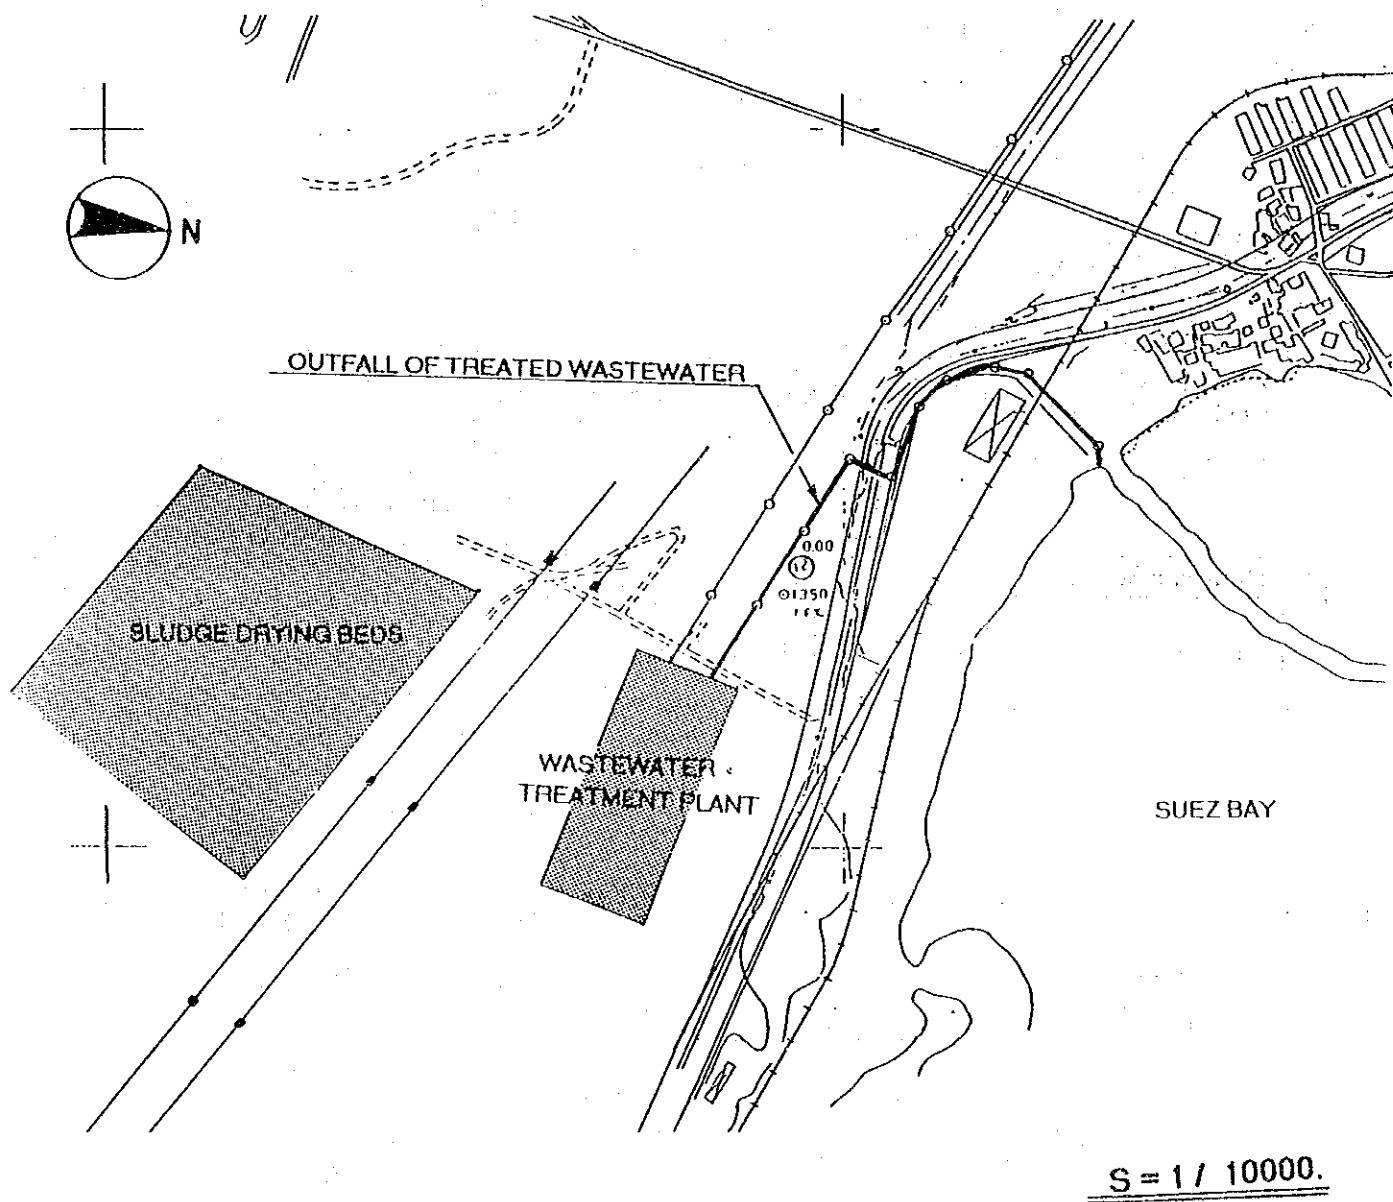 N
OUTFALL OF TREATED WASTEWATER
0.00
SLUDGE DRYING BEDS
WASTEWATER
TREATMENT PLANT
SUEZ BAY
S = 1 / 10000.